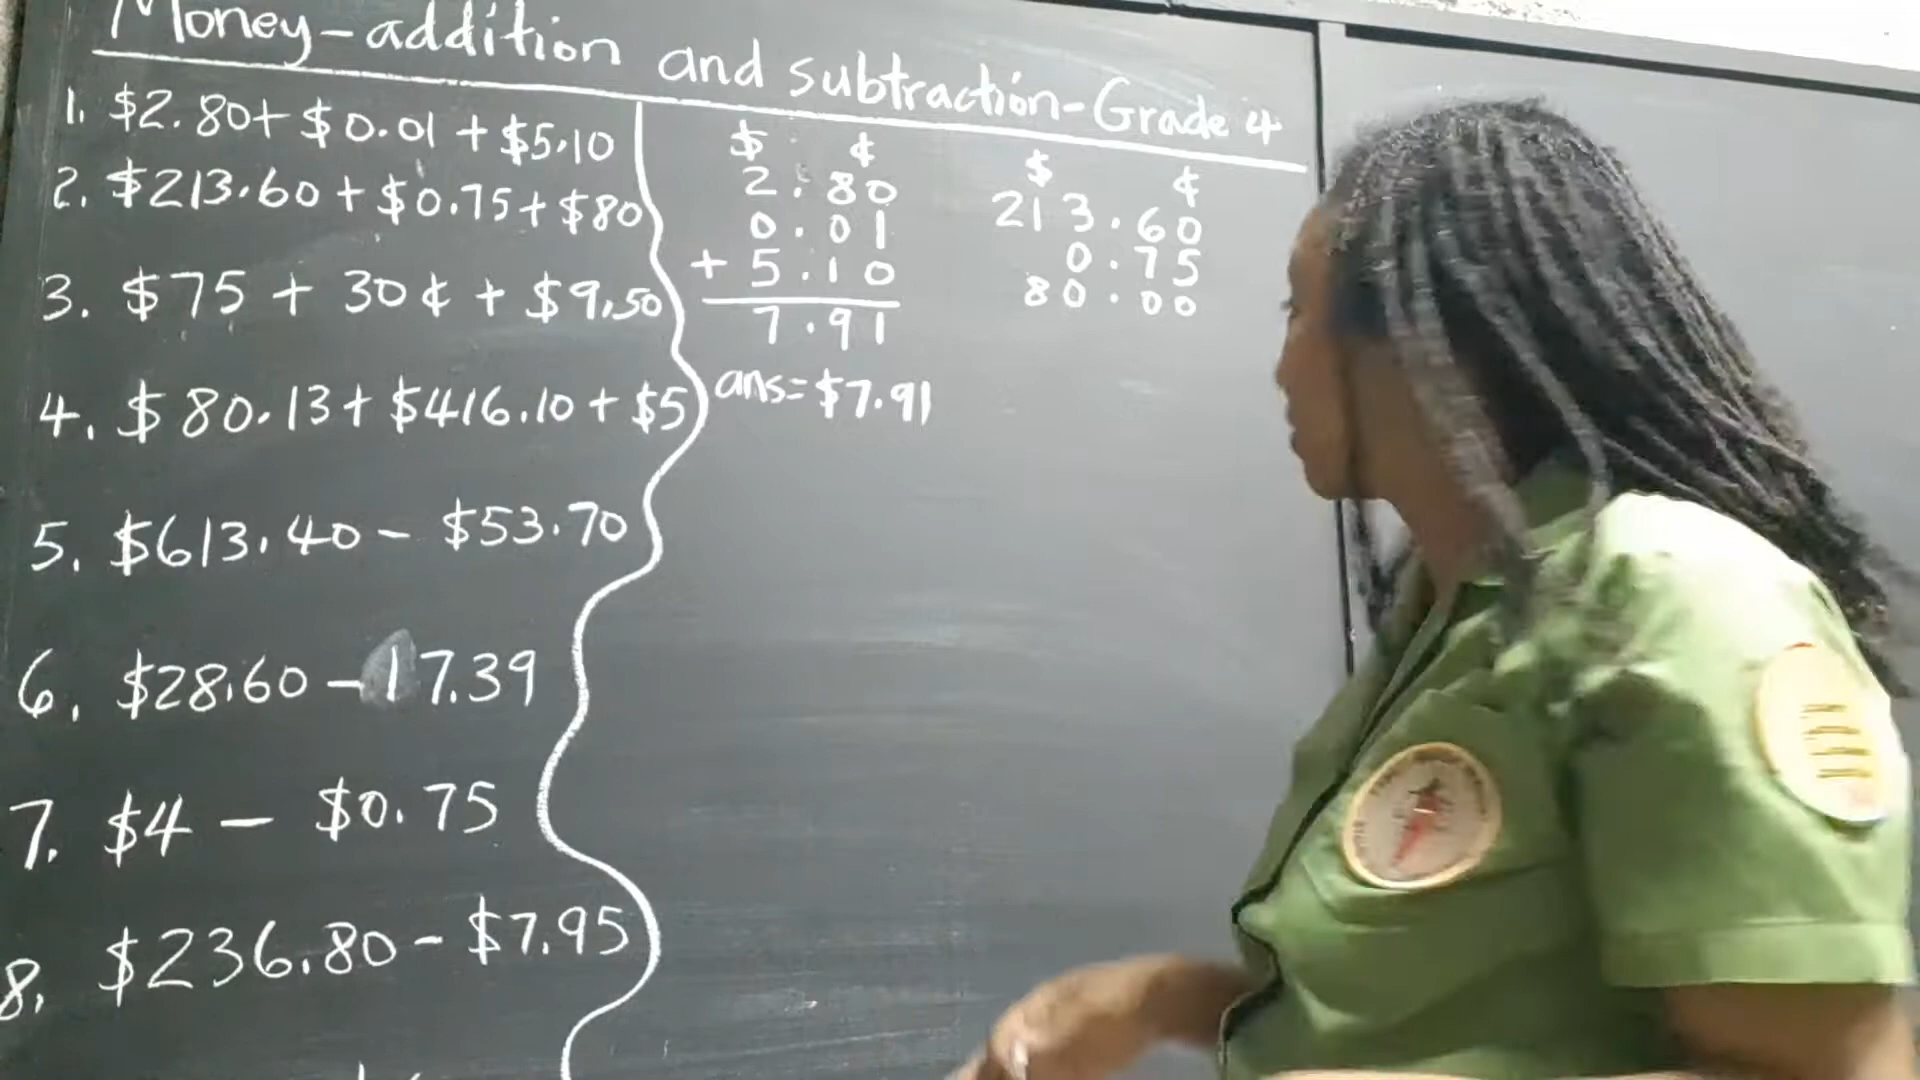 Money-addition and subtraction-Grade 4
1. $2.80+ $0.01 + $5.10
2. $213.60 + $0.75 + $80
3. $75 + 30¢ + $9.50
4. $80.13 + $416.10 + $5
5. $613.40 - $53.70
6. $28.60 - 17.39
7. $4 - $0.75
8. $236.80 - $7.95
$ ¢
2.80
0.01
+ 5.10
7.91
ans= $7.91
$ ¢
213.60
0.75
80.00